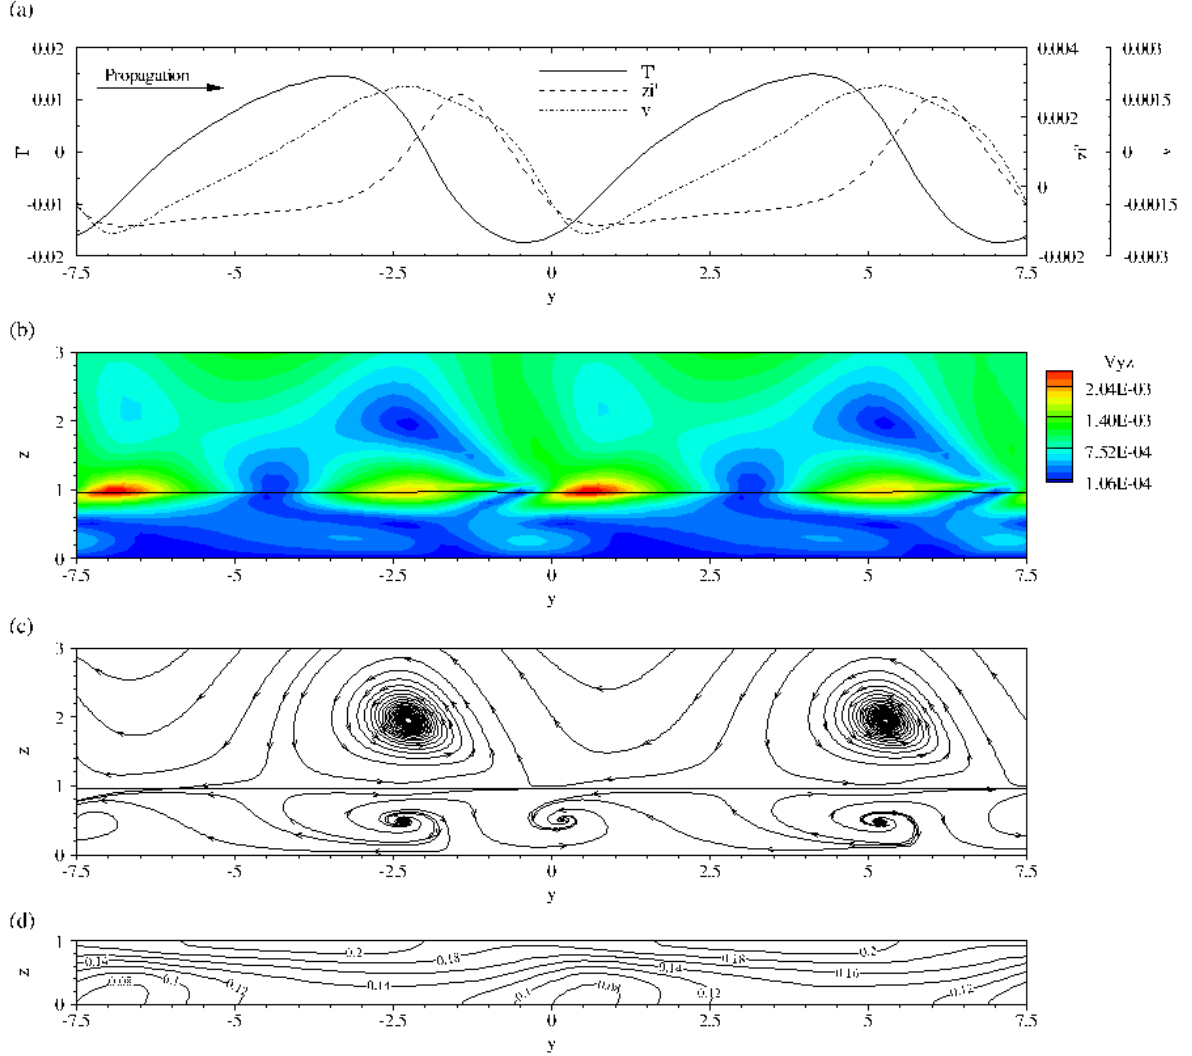 (a)
0.02
0.01
0
-0.01
-0.02
T'
Propagation
T'
zi'
v
0.004
0.002
0
-0.002
zi'
0.003
0.0015
0
-0.0015
-0.003
v
-7.5 -5 -2.5 0 2.5 5 7.5
y
(b)
3
2
1
0
z
Vyz
2.04E-03
1.40E-03
7.52E-04
1.06E-04
-7.5 -5 -2.5 0 2.5 5 7.5
y
(c)
3
2
1
0
z
-7.5 -5 -2.5 0 2.5 5 7.5
y
(d)
1
0
z
0.2 0.18 0.2
0.14 0.14 0.18 0.16
0.08 0.1 0.12 0.14 0.1 0.08 0.12 0.12
-7.5 -5 -2.5 0 2.5 5 7.5
y